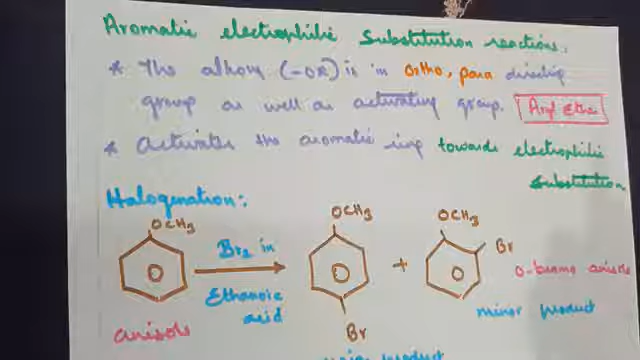 Aromatic electrophilic Substitution reactions.
* The alkoxy (-OR) is in Ortho, para directing
group as well as activating group. Aryl Ether
* Activates the aromatic ring towards electrophilic
Substitution
Halogenation:
OCH3
Br2 in
Ethanoic
acid
anisole
OCH3
Br
major product
+
OCH3
Br
o-bromo anisole
minor product